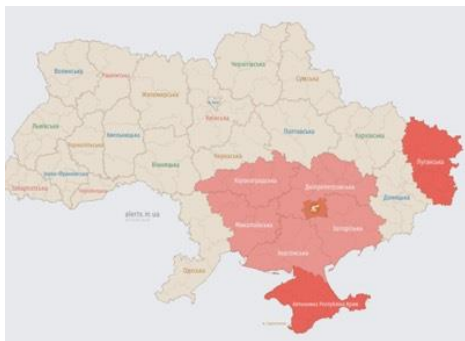 Чернігівська
Волинська
Рівненська
Сумська
Житомирська
Київська
Львівська
Полтавська
Харківська
Тернопільська
Хмельницька
Черкаська
Луганська
Вінницька
Івано-Франківська
Кіровоградська
Дніпропетровська
Закарпатська
Чернівецька
Донецька
alerts.in.ua
Миколаївська
Запорізька
Херсонська
Одеська
Автономна Республіка Крим